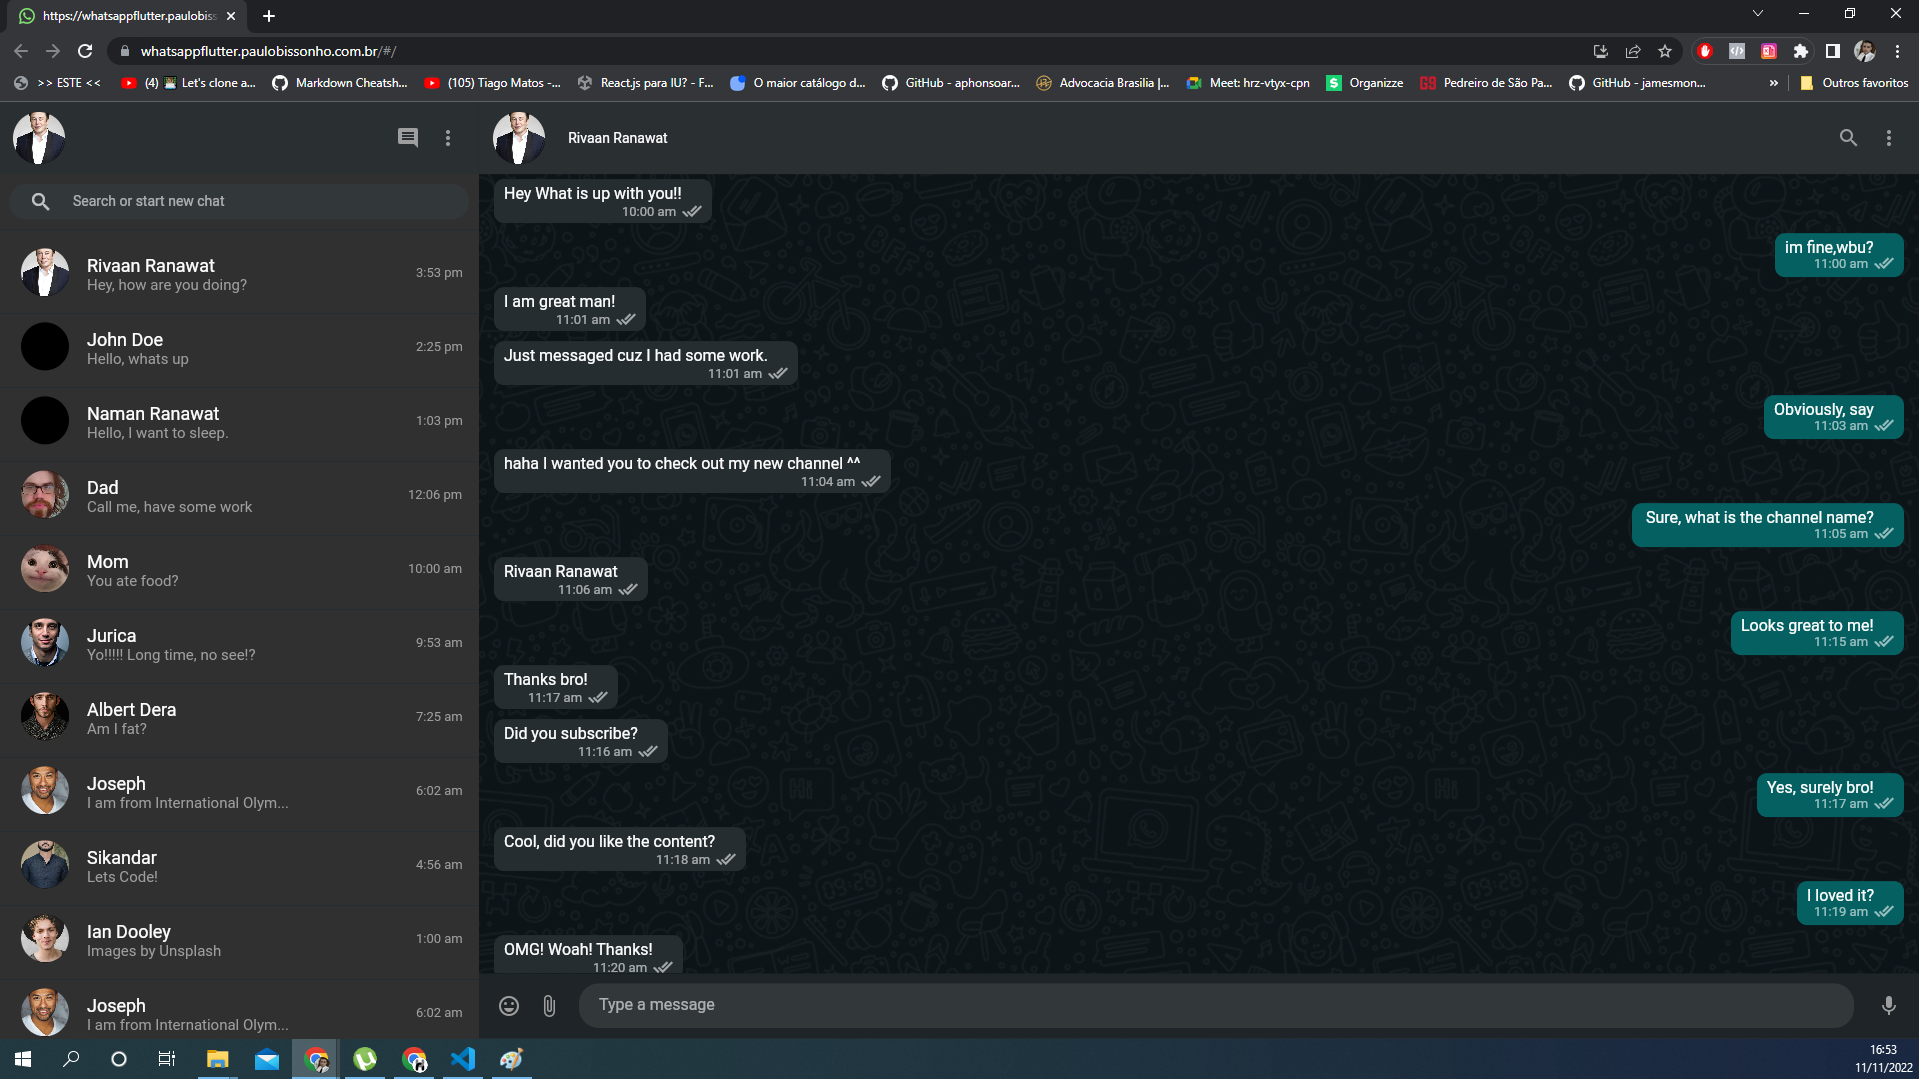 https://whatsappflutter.paulobiss
whatsappflutter.paulobissonho.com.br/#/
>> ESTE <<
(4) Let's clone a...
Markdown Cheatsh...
(105) Tiago Matos -...
React.js para IU? - F...
O maior catálogo d...
GitHub - aphonsoar...
Advocacia Brasilia |...
Meet: hrz-vtyx-cpn
Organizze
Pedreiro de São Pa...
GitHub - jamesmon...
»
Outros favoritos
Search or start new chat
Rivaan Ranawat
3:53 pm
Hey, how are you doing?
John Doe
2:25 pm
Hello, whats up
Naman Ranawat
1:03 pm
Hello, I want to sleep.
Dad
12:06 pm
Call me, have some work
Mom
10:00 am
You ate food?
Jurica
9:53 am
Yo!!!!! Long time, no see!?
Albert Dera
7:25 am
Am I fat?
Joseph
6:02 am
I am from International Olym...
Sikandar
4:56 am
Lets Code!
Ian Dooley
1:00 am
Images by Unsplash
Joseph
6:02 am
I am from International Olym...
Rivaan Ranawat
Hey What is up with you!!
10:00 am
im fine,wbu?
11:00 am
I am great man!
11:01 am
Just messaged cuz I had some work.
11:01 am
Obviously, say
11:03 am
haha I wanted you to check out my new channel ^^
11:04 am
Sure, what is the channel name?
11:05 am
Rivaan Ranawat
11:06 am
Looks great to me!
11:15 am
Thanks bro!
11:17 am
Did you subscribe?
11:16 am
Yes, surely bro!
11:17 am
Cool, did you like the content?
11:18 am
I loved it?
11:19 am
OMG! Woah! Thanks!
11:20 am
Type a message
16:53
11/11/2022